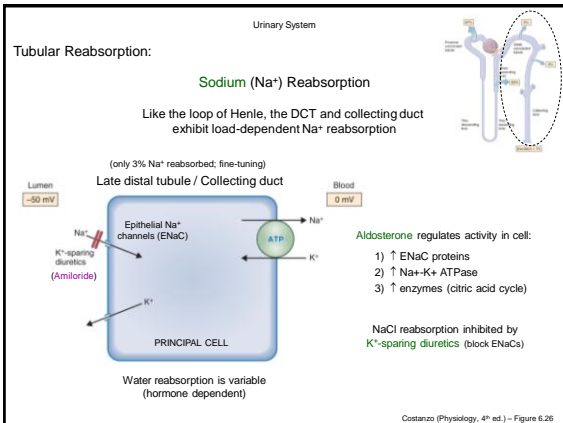 Urinary System
Tubular Reabsorption:
Sodium (Na⁺) Reabsorption
Like the loop of Henle, the DCT and collecting duct
exhibit load-dependent Na⁺ reabsorption
(only 3% Na⁺ reabsorbed; fine-tuning)
Late distal tubule / Collecting duct
Lumen
–50 mV
Blood
0 mV
Epithelial Na⁺
channels (ENaC)
Na⁺
K⁺-sparing
diuretics
(Amiloride)
K⁺
ATP
Na⁺
K⁺
PRINCIPAL CELL
Water reabsorption is variable
(hormone dependent)
Aldosterone regulates activity in cell:
1) ↑ ENaC proteins
2) ↑ Na+-K+ ATPase
3) ↑ enzymes (citric acid cycle)
NaCl reabsorption inhibited by
K⁺-sparing diuretics (block ENaCs)
Costanzo (Physiology, 4th ed.) – Figure 6.26